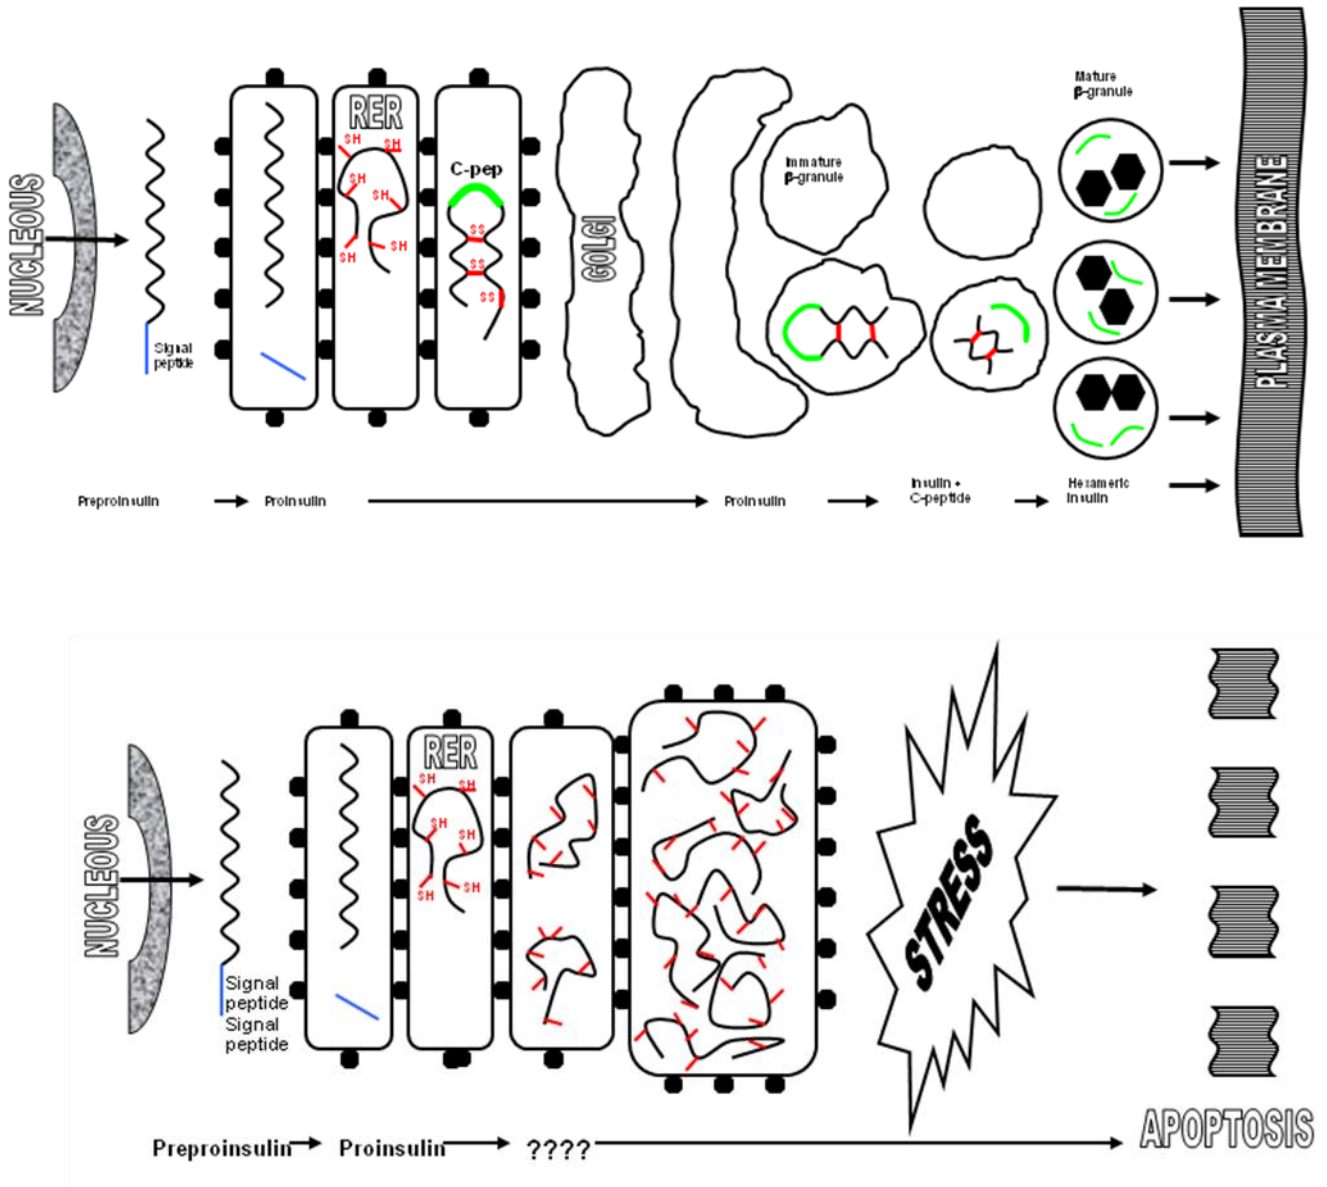 NUCLEOUS
Signal
peptide
RER
SH
SH
SH
SH
SH
SH
C-pep
SS
SS
SS
GOLGI
Immature
β-granule
Mature
β-granule
PLASMA MEMBRANE
Preproinsulin
Proinsulin
Proinsulin
Insulin +
C-peptide
Hexameric
insulin
NUCLEOUS
Signal
peptide
Signal
peptide
RER
SH
SH
SH
SH
SH
SH
STRESS
Preproinsulin
Proinsulin
????
APOPTOSIS